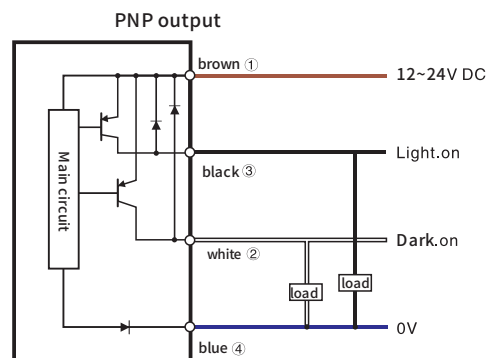 PNP output
brown ①
12~24V DC
Main circuit
black ③
Light.on
white ②
Dark.on
load
load
blue ④
0V